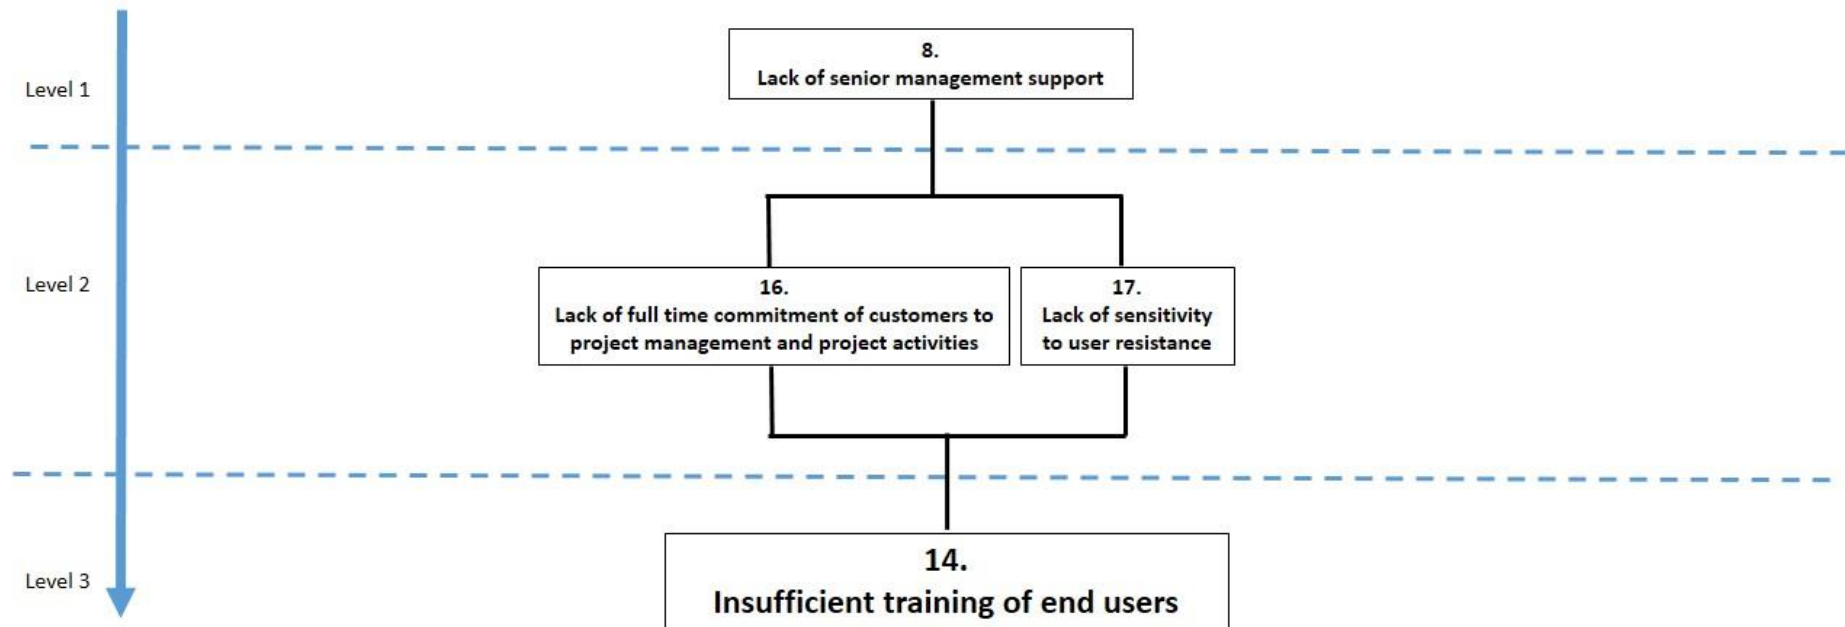 8.
Lack of senior management support
Level 1
Level 2
16.
Lack of full time commitment of customers to
project management and project activities
17.
Lack of sensitivity
to user resistance
Level 3
14.
Insufficient training of end users